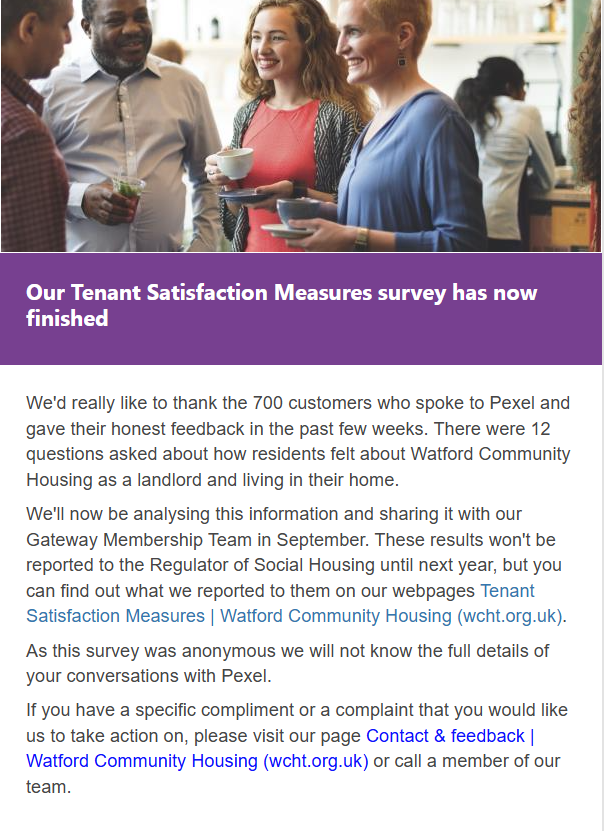 Our Tenant Satisfaction Measures survey has now
finished
We'd really like to thank the 700 customers who spoke to Pexel and
gave their honest feedback in the past few weeks. There were 12
questions asked about how residents felt about Watford Community
Housing as a landlord and living in their home.
We'll now be analysing this information and sharing it with our
Gateway Membership Team in September. These results won't be
reported to the Regulator of Social Housing until next year, but you
can find out what we reported to them on our webpages Tenant
Satisfaction Measures | Watford Community Housing (wcht.org.uk).
As this survey was anonymous we will not know the full details of
your conversations with Pexel.
If you have a specific compliment or a complaint that you would like
us to take action on, please visit our page Contact & feedback |
Watford Community Housing (wcht.org.uk) or call a member of our
team.